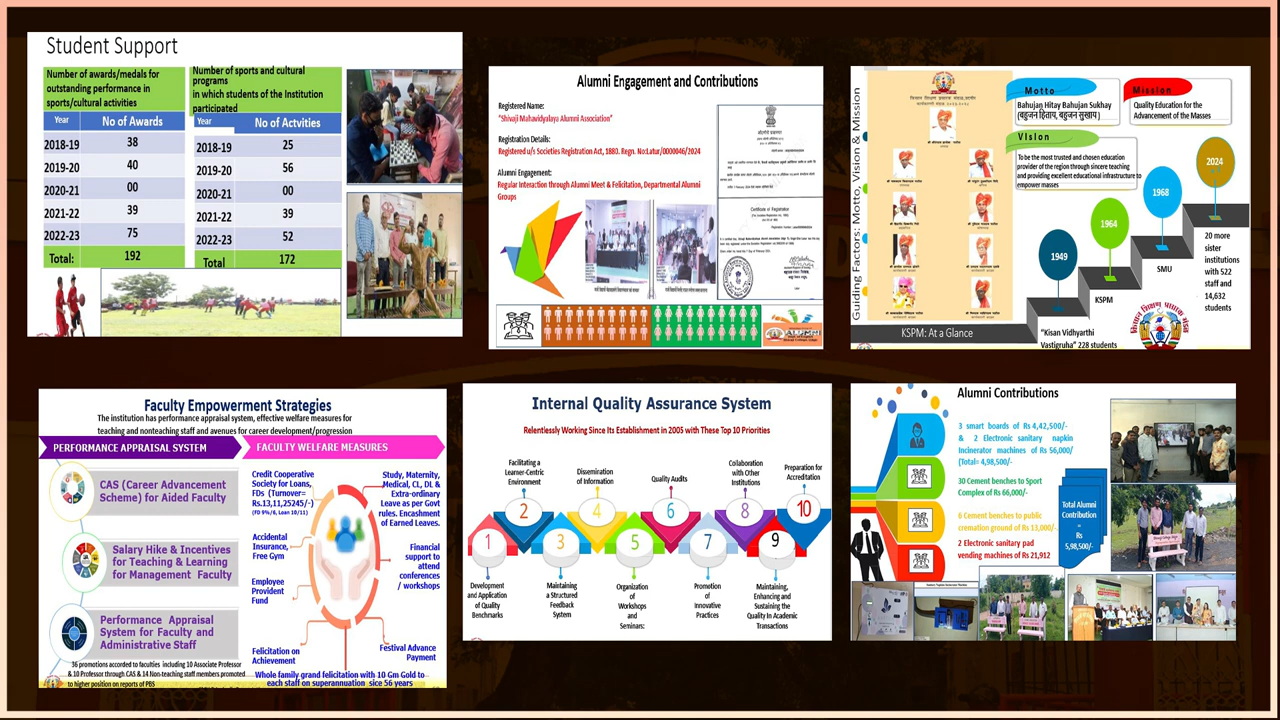 Student Support
Number of awards/medals for
outstanding performance in
sports/cultural activities
Year No of Awards
2018-19 38
2019-20 40
2020-21 00
2021-22 39
2022-23 75
Total: 192
Number of sports and cultural
programs
in which students of the Institution
participated
Year No of Actvities
2018-19 25
2019-20 56
2020-21 00
2021-22 39
2022-23 52
Total 172
Alumni Engagement and Contributions
Registered Name:
"Shivaji Mahavidyalaya Alumni Association"
Registration Details:
Registered u/s Societies Registration Act, 1880. Regn. No:Latur/0000046/2024
Alumni Engagement:
Regular Interaction through Alumni Meet & Felicitation, Departmental Alumni
Groups
Certificate of Registration
ALUMNI
Guiding Factors: Motto, Vision & Mission
Motto
Bahujan Hitay Bahujan Sukhay
(बहुजन हिताय, बहुजन सुखाय )
Mission
Quality Education for the
Advancement of the Masses
Vision
To be the most trusted and chosen education
provider of the region through sincere teaching
and providing excellent educational infrastructure to
empower masses
2024
1968
1964
1949
SMU
KSPM
20 more
sister
institutions
with 522
staff and
14,632
students
KSPM: At a Glance
"Kisan Vidhyarthi
Vastigruha" 228 students
Faculty Empowerment Strategies
The institution has performance appraisal system, effective welfare measures for
teaching and nonteaching staff and avenues for career development/progression
PERFORMANCE APPRAISAL SYSTEM
FACULTY WELFARE MEASURES
CAS (Career Advancement
Scheme) for Aided Faculty
Salary Hike & Incentives
for Teaching & Learning
for Management Faculty
Performance Appraisal
System for Faculty and
Administrative Staff
36 promotions accorded to faculties including 10 Associate Professor
& 10 Professor through CAS & 14 Non-teaching staff members promoted
to higher position on reports of PBS
Credit Cooperative
Society for Loans,
FDs (Turnover=
Rs.13,11,25245/-)
(FD 9%/8, Loan 10/11)
Accidental
Insurance,
Free Gym
Employee
Provident
Fund
Felicitation on
Achievement
Study, Maternity,
Medical, CL, DL &
Extra-ordinary
Leave as per Govt
rules. Encashment
of Earned Leaves.
Financial
support to
attend
conferences
/ workshops
Festival Advance
Payment
Whole family grand felicitation with 10 Gm Gold to
each staff on superannuation sice 56 years
Internal Quality Assurance System
Relentlessly Working Since Its Establishment in 2005 with These Top 10 Priorities
Facilitating a
Learner-Centric
Environment
Dissemination
of Information
Quality Audits
Collaboration
with Other
Institutions
Preparation for
Accreditation
1 2 3 4 5 6 7 8 9 10
Development
and Application
of Quality
Benchmarks
Maintaining
a Structured
Feedback
System
Organization
of
Workshops
and
Seminars:
Promotion
of
Innovative
Practices
Maintaining,
Enhancing and
Sustaining the
Quality In Academic
Transactions
Alumni Contributions
3 smart boards of Rs 4,42,500/-
& 2 Electronic sanitary napkin
Incinerator machines of Rs 56,000/
(Total= 4,98,500/-
30 Cement benches to Sport
Complex of Rs 66,000/-
6 Cement benches to public
cremation ground of Rs 13,000/-
2 Electronic sanitary pad
vending machines of Rs 21,912
Total Alumni
Contribution
=
Rs
5,98,500/-